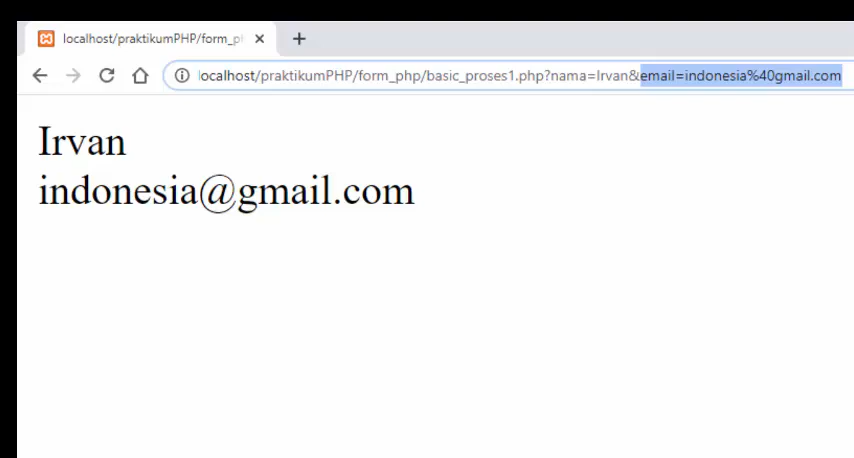 localhost/praktikumPHP/form_p
localhost/praktikumPHP/form_php/basic_proses1.php?nama=Irvan&email=indonesia%40gmail.com
Irvan
indonesia@gmail.com